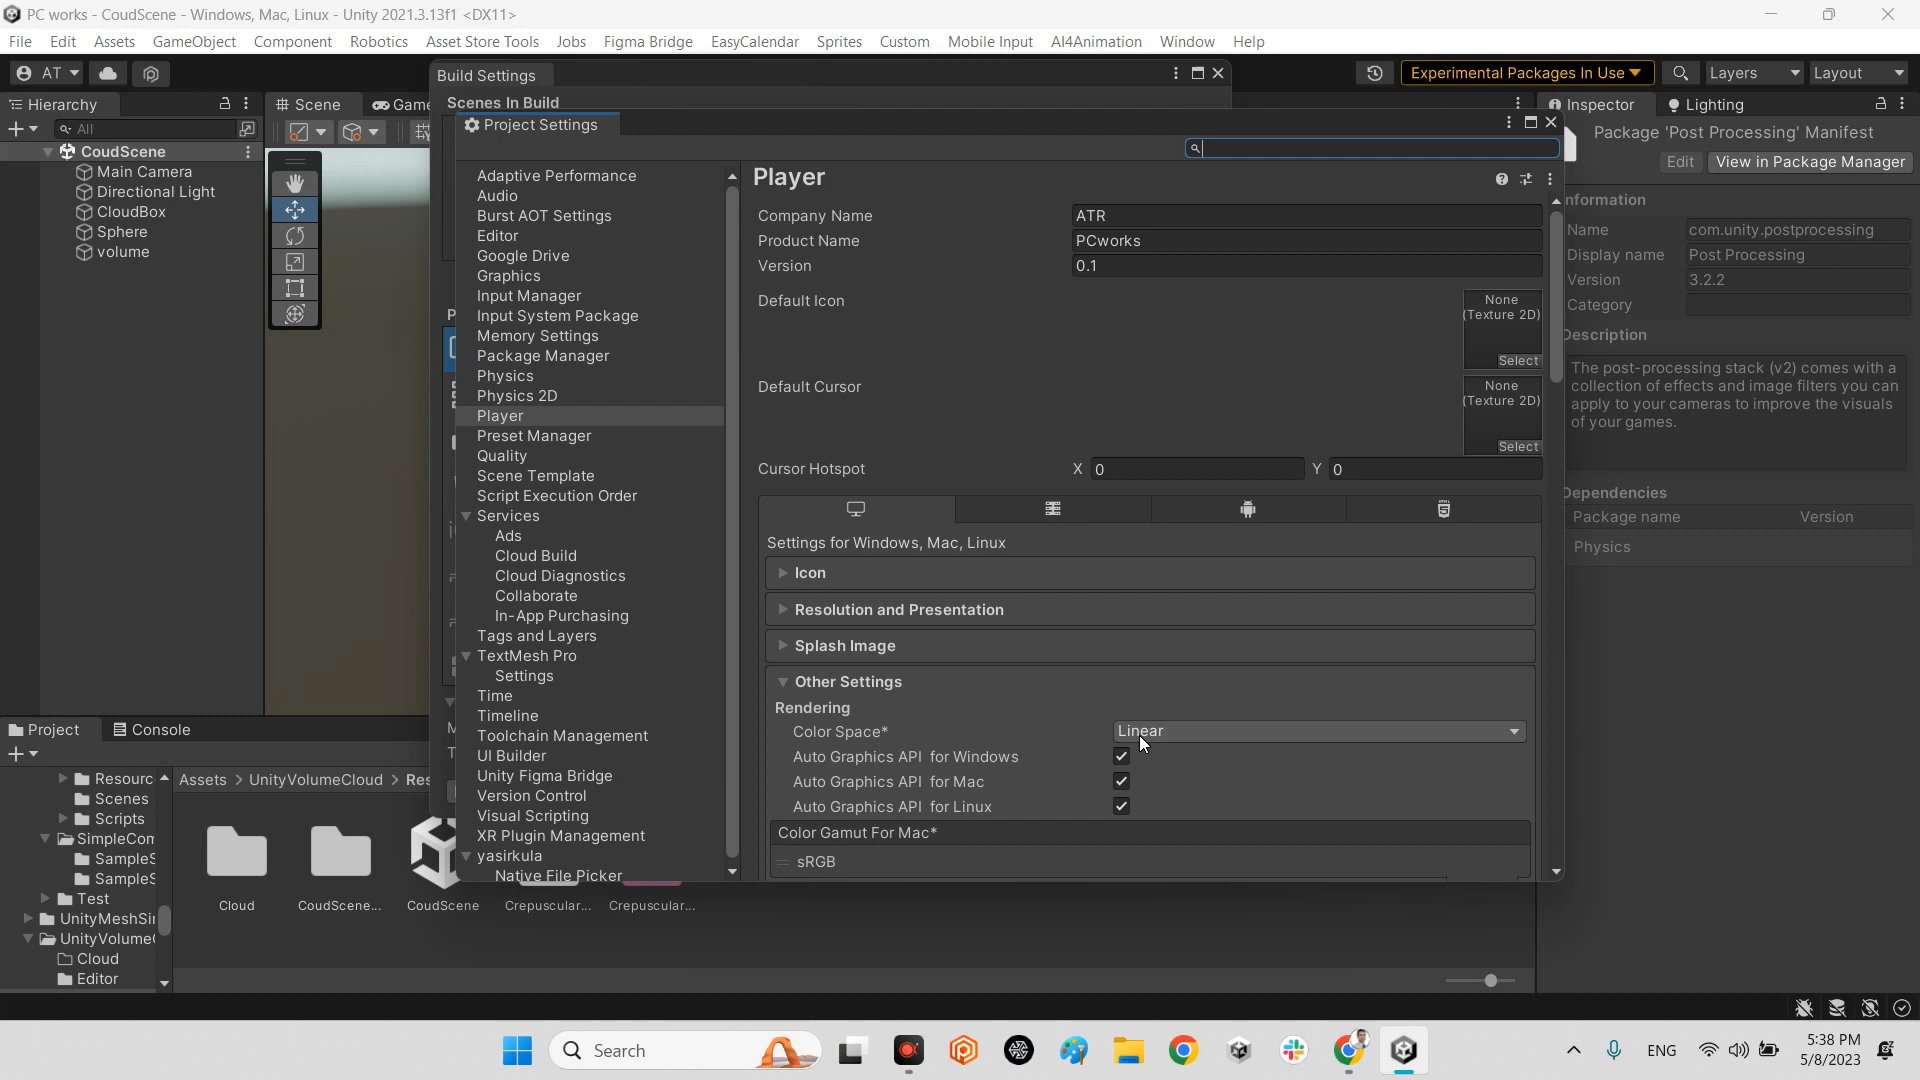 PC works - CoudScene - Windows, Mac, Linux - Unity 2021.3.13f1 <DX11>
File Edit Assets GameObject Component Robotics Asset Store Tools Jobs Figma Bridge EasyCalendar Sprites Custom Mobile Input AI4Animation Window Help
AT
Experimental Packages In Use
Layers
Layout
Build Settings
Scenes In Build
Hierarchy
All
CoudScene
Main Camera
Directional Light
CloudBox
Sphere
volume
Scene
Game
Project Settings
Adaptive Performance
Audio
Burst AOT Settings
Editor
Google Drive
Graphics
Input Manager
Input System Package
Memory Settings
Package Manager
Physics
Physics 2D
Player
Preset Manager
Quality
Scene Template
Script Execution Order
Services
Ads
Cloud Build
Cloud Diagnostics
Collaborate
In-App Purchasing
Tags and Layers
TextMesh Pro
Settings
Time
Timeline
Toolchain Management
UI Builder
Unity Figma Bridge
Version Control
Visual Scripting
XR Plugin Management
yasirkula
Native File Picker
Player
Company Name ATR
Product Name PCworks
Version 0.1
Default Icon
None
(Texture 2D)
Select
Default Cursor
None
(Texture 2D)
Select
Cursor Hotspot X 0 Y 0
Settings for Windows, Mac, Linux
Icon
Resolution and Presentation
Splash Image
Other Settings
Rendering
Color Space* Linear
Auto Graphics API for Windows
Auto Graphics API for Mac
Auto Graphics API for Linux
Color Gamut For Mac*
sRGB
Inspector
Lighting
Package 'Post Processing' Manifest
Edit
View in Package Manager
nformation
Name com.unity.postprocessing
Display name Post Processing
Version 3.2.2
Category
Description
The post-processing stack (v2) comes with a
collection of effects and image filters you can
apply to your cameras to improve the visuals
of your games.
Dependencies
Package name Version
Physics
Project
Console
Resourc
Scenes
Scripts
SimpleCom
SampleS
SampleS
Test
UnityMeshSi
UnityVolume
Cloud
Editor
Assets > UnityVolumeCloud > Res
Cloud
CoudScene...
CoudScene
Crepuscular...
Crepuscular...
Search
ENG
5:38 PM
5/8/2023